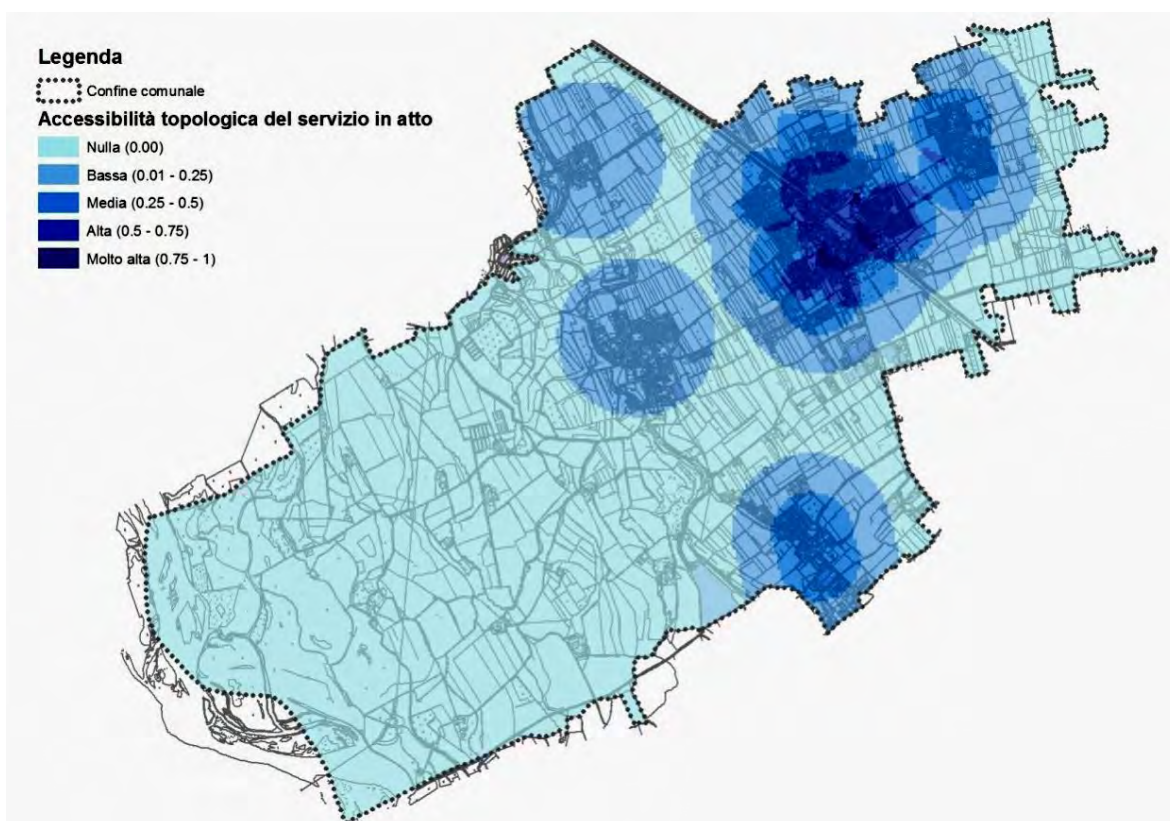 Legenda
Confine comunale
Accessibilità topologica del servizio in atto
Nulla (0.00)
Bassa (0.01 - 0.25)
Media (0.25 - 0.5)
Alta (0.5 - 0.75)
Molto alta (0.75 - 1)